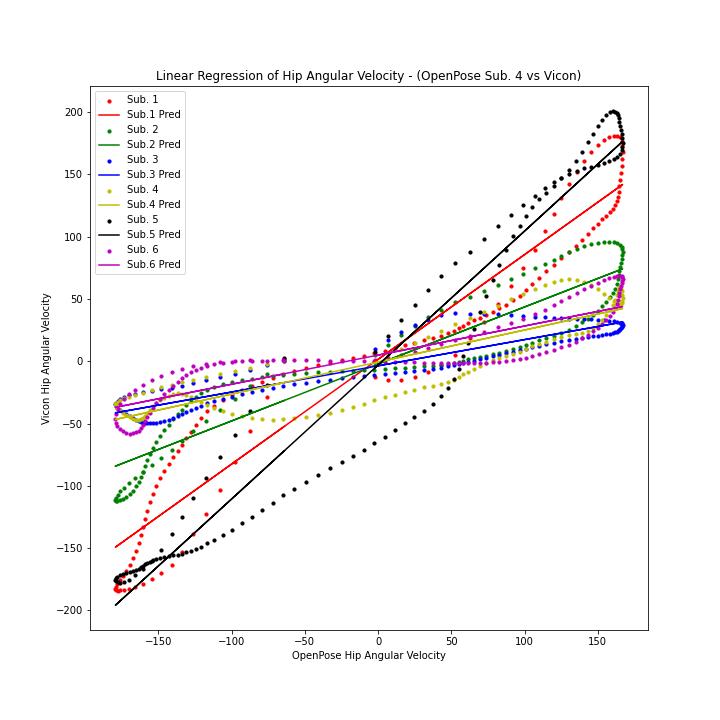 Linear Regression of Hip Angular Velocity - (OpenPose Sub. 4 vs Vicon)
Sub. 1
Sub.1 Pred
Sub. 2
Sub.2 Pred
Sub. 3
Sub.3 Pred
Sub. 4
Sub.4 Pred
Sub. 5
Sub.5 Pred
Sub. 6
Sub.6 Pred
200
150
100
50
0
−50
−100
−150
−200
Vicon Hip Angular Velocity
−150 −100 −50 0 50 100 150
OpenPose Hip Angular Velocity